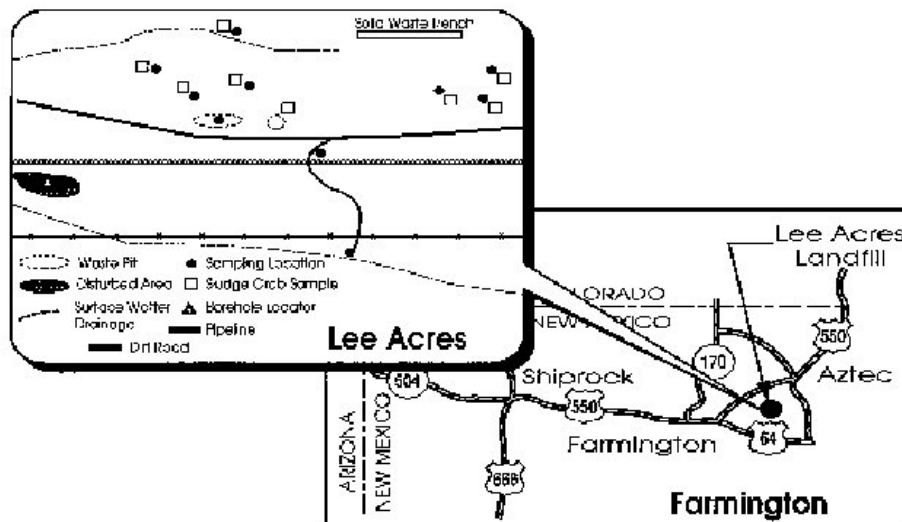 Solid Waste Trench
Waste Pit
Sampling Location
Disturbed Area
Sludge Grab Sample
Surface Water
Drainage
Borehole Locator
Pipeline
Dirt Road
Lee Acres
Lee Acres
Landfill
COLORADO
NEW MEXICO
550
170
Aztec
Shiprock
504
550
64
Farmington
ARIZONA
NEW MEXICO
666
Farmington